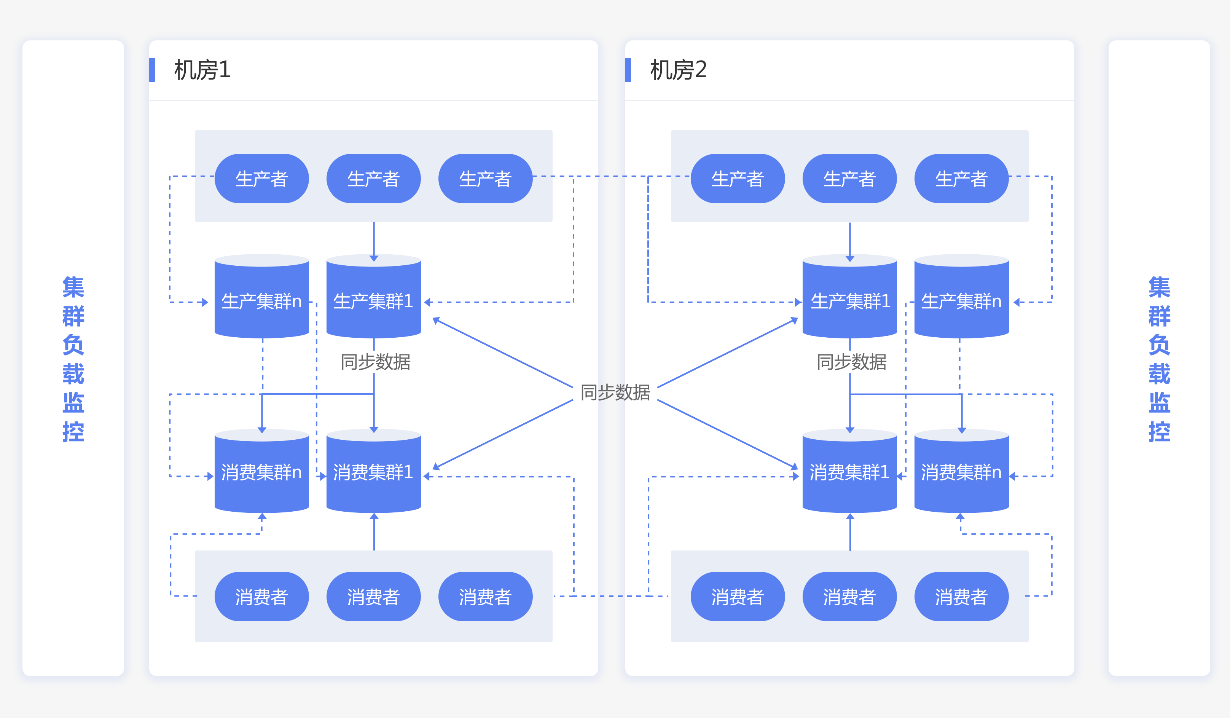 集群负载监控
机房1
生产者 生产者 生产者
生产集群n 生产集群1
同步数据
消费集群n 消费集群1
消费者 消费者 消费者
同步数据
机房2
生产者 生产者 生产者
生产集群1 生产集群n
同步数据
消费集群1 消费集群n
消费者 消费者 消费者
集群负载监控